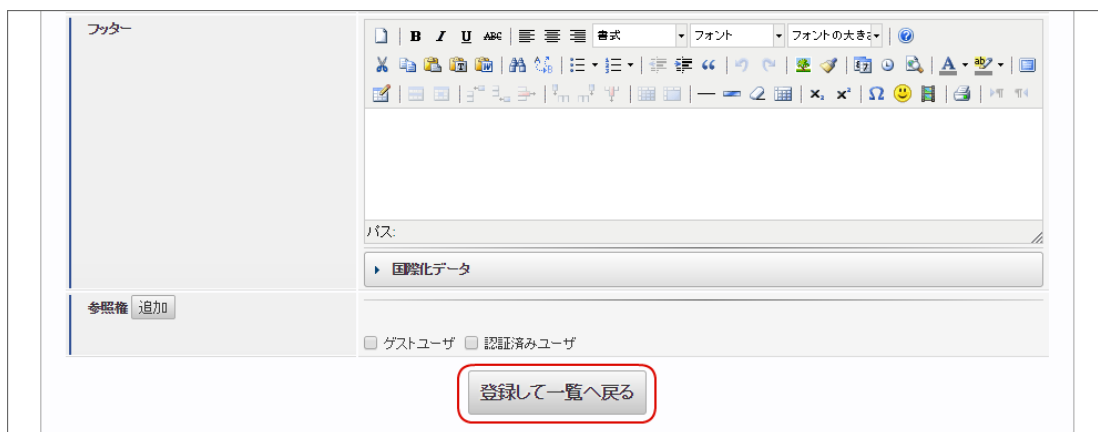 フッター
B I U ABC 書式 フォント フォントの大きさ
パス:
国際化データ
参照権 追加
ゲストユーザ 認証済みユーザ
登録して一覧へ戻る